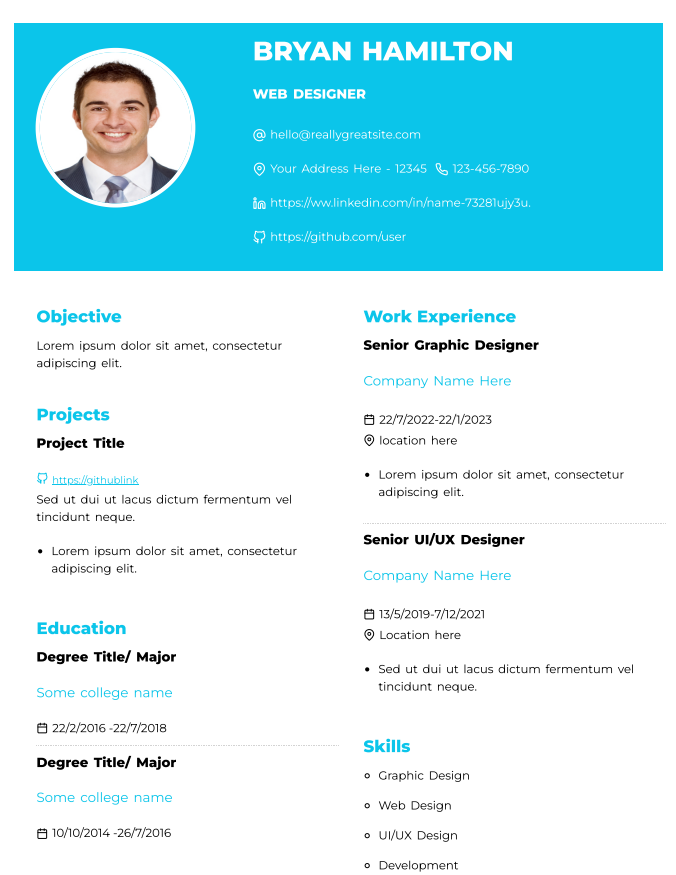 BRYAN HAMILTON
WEB DESIGNER
hello@reallygreatsite.com
Your Address Here - 12345 123-456-7890
https://ww.linkedin.com/in/name-73281ujy3u.
https://github.com/user
Objective
Lorem ipsum dolor sit amet, consectetur
adipiscing elit.
Projects
Project Title
https://githublink
Sed ut dui ut lacus dictum fermentum vel
tincidunt neque.
• Lorem ipsum dolor sit amet, consectetur
adipiscing elit.
Education
Degree Title/ Major
Some college name
22/2/2016 -22/7/2018
Degree Title/ Major
Some college name
10/10/2014 -26/7/2016
Work Experience
Senior Graphic Designer
Company Name Here
22/7/2022-22/1/2023
location here
• Lorem ipsum dolor sit amet, consectetur
adipiscing elit.
Senior UI/UX Designer
Company Name Here
13/5/2019-7/12/2021
Location here
• Sed ut dui ut lacus dictum fermentum vel
tincidunt neque.
Skills
Graphic Design
Web Design
UI/UX Design
Development